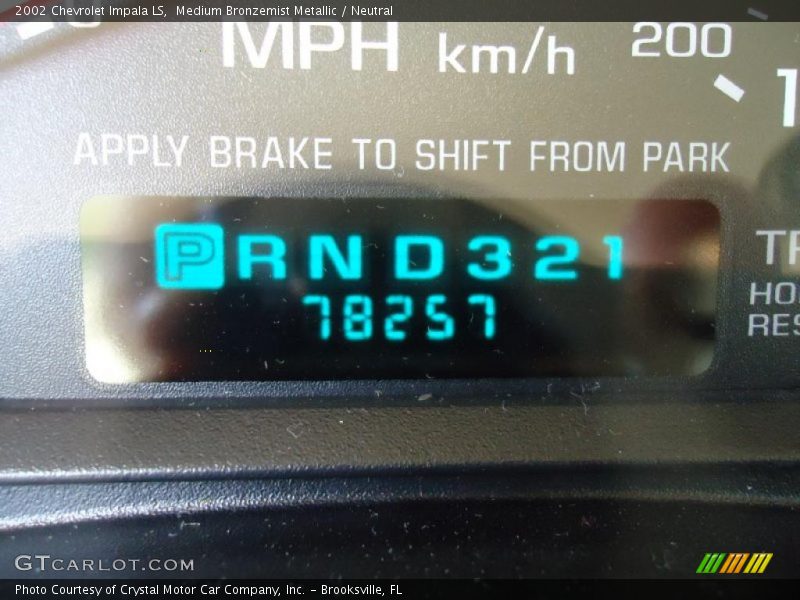 2002 Chevrolet Impala LS, Medium Bronzemist Metallic / Neutral
MPH km/h 200
APPLY BRAKE TO SHIFT FROM PARK
PRND321
78257
GTCARLOT.COM
Photo Courtesy of Crystal Motor Car Company, Inc. – Brooksville, FL